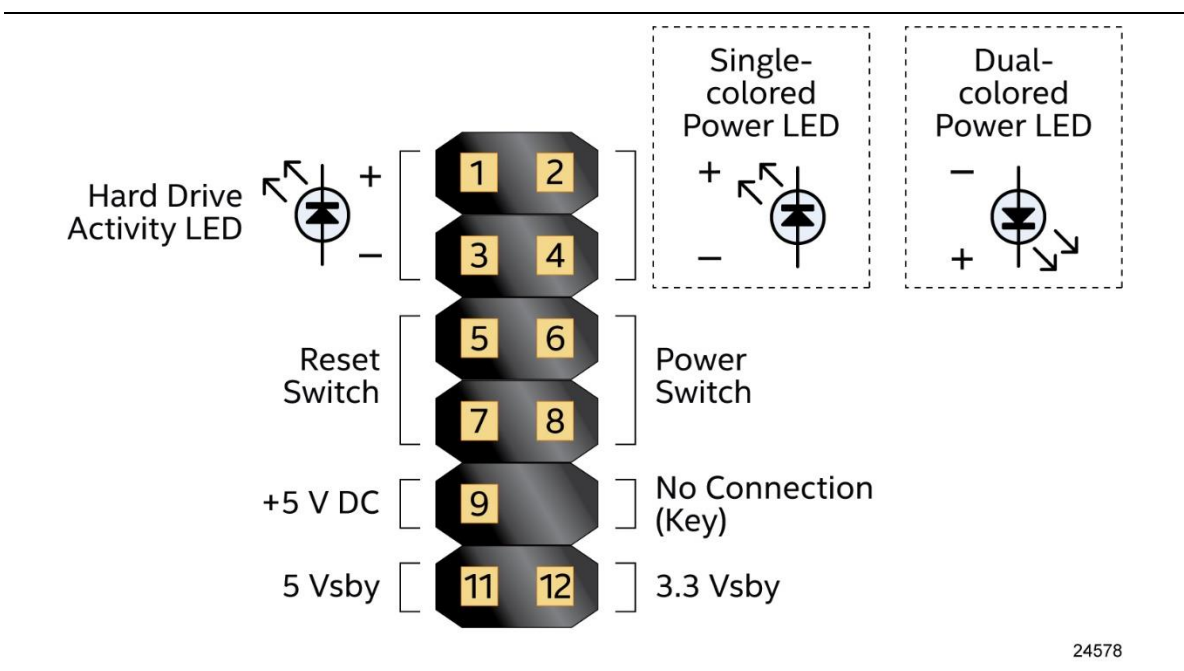 Single-
colored
Power LED
Dual-
colored
Power LED
Hard Drive
Activity LED
+
−
1 2
3 4
+
−
−
+
Reset
Switch
5 6
7 8
Power
Switch
+5 V DC
9
No Connection
(Key)
5 Vsby
11 12
3.3 Vsby
24578